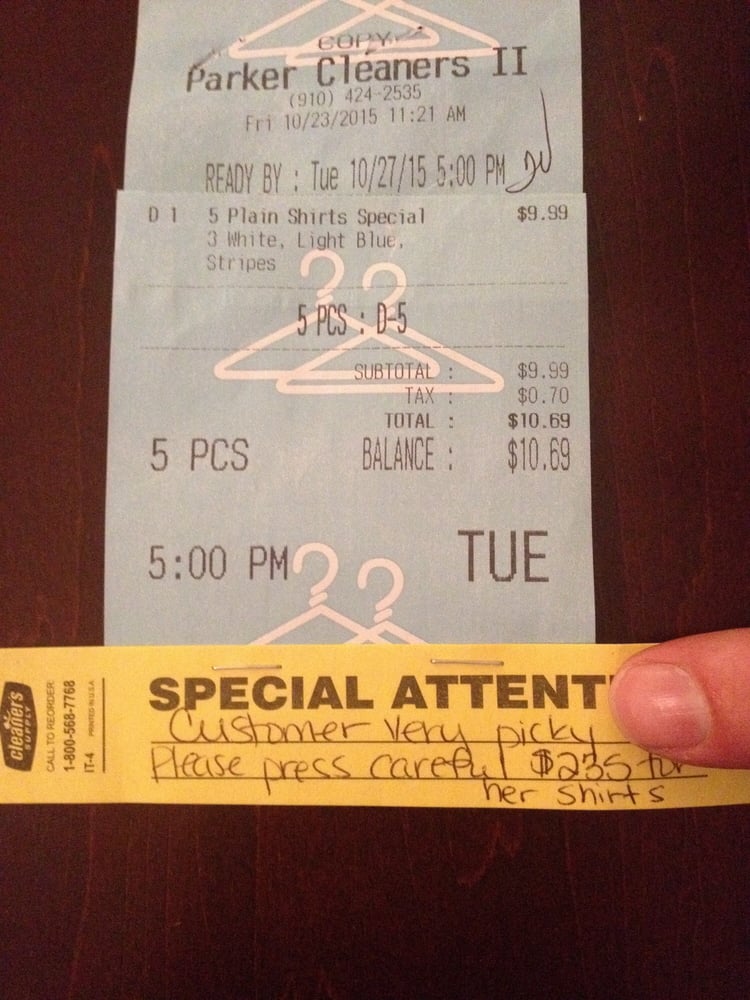 COPY
Parker Cleaners II
(910) 424-2535
Fri 10/23/2015 11:21 AM
READY BY : Tue 10/27/15 5:00 PM
D 1 5 Plain Shirts Special $9.99
3 White, Light Blue,
Stripes
5 PCS : D-5
SUBTOTAL : $9.99
TAX : $0.70
TOTAL : $10.69
5 PCS BALANCE : $10.69
5:00 PM TUE
cleaner's
SUPPLY
CALL TO REORDER:
1-800-568-7768
IT-4 PRINTED IN U.S.A.
SPECIAL ATTENT
Customer very picky
Please press careful $235 for
her shirts